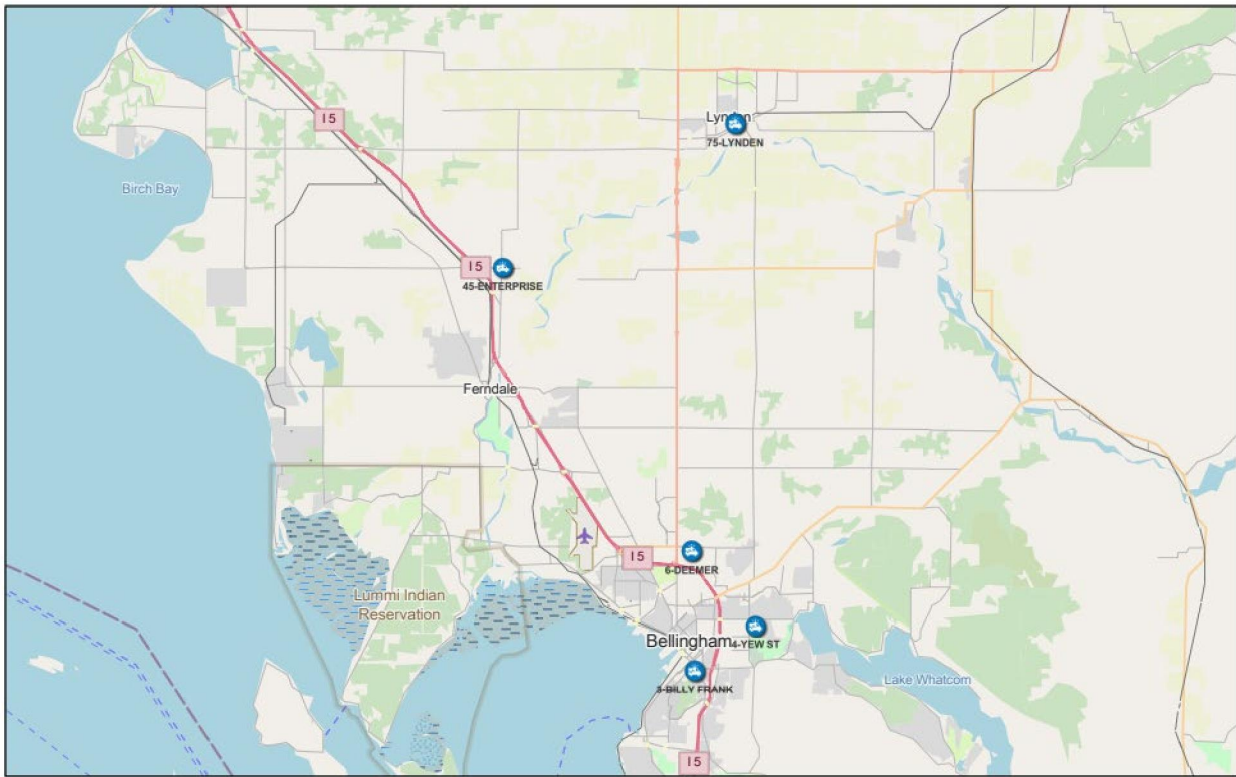 I 5
Lynden
75-LYNDEN
Birch Bay
I 5
45-ENTERPRISE
Ferndale
I 5
6-DEEMER
Lummi Indian
Reservation
Bellingham
4-YEW ST
3-BILLY FRANK
Lake Whatcom
I 5